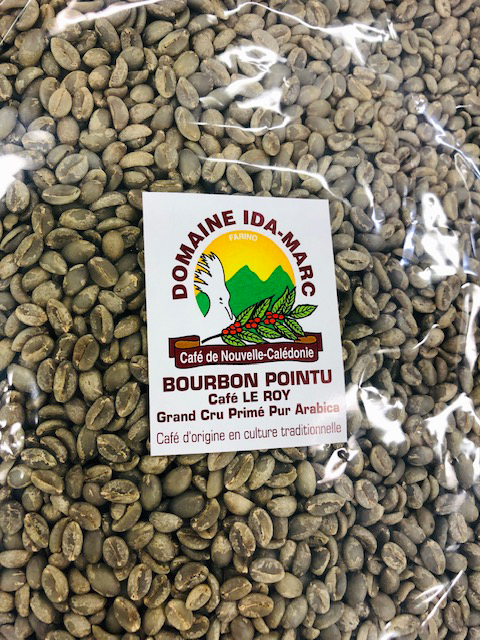 DOMAINE IDA-MARC
FARINO
Café de Nouvelle-Calédonie
BOURBON POINTU
Café LE ROY
Grand Cru Primé Pur Arabica
Café d'origine en culture traditionnelle